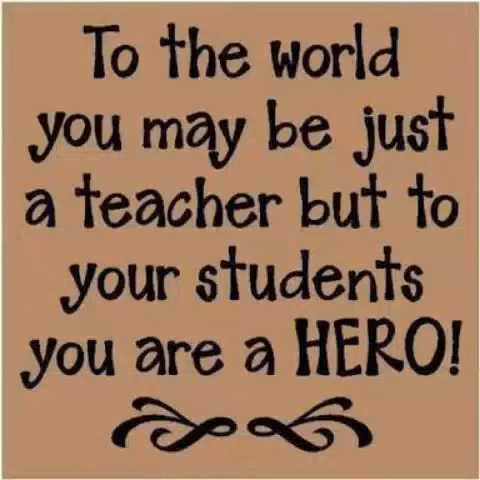 To the world
you may be just
a teacher but to
your students
you are a HERO!